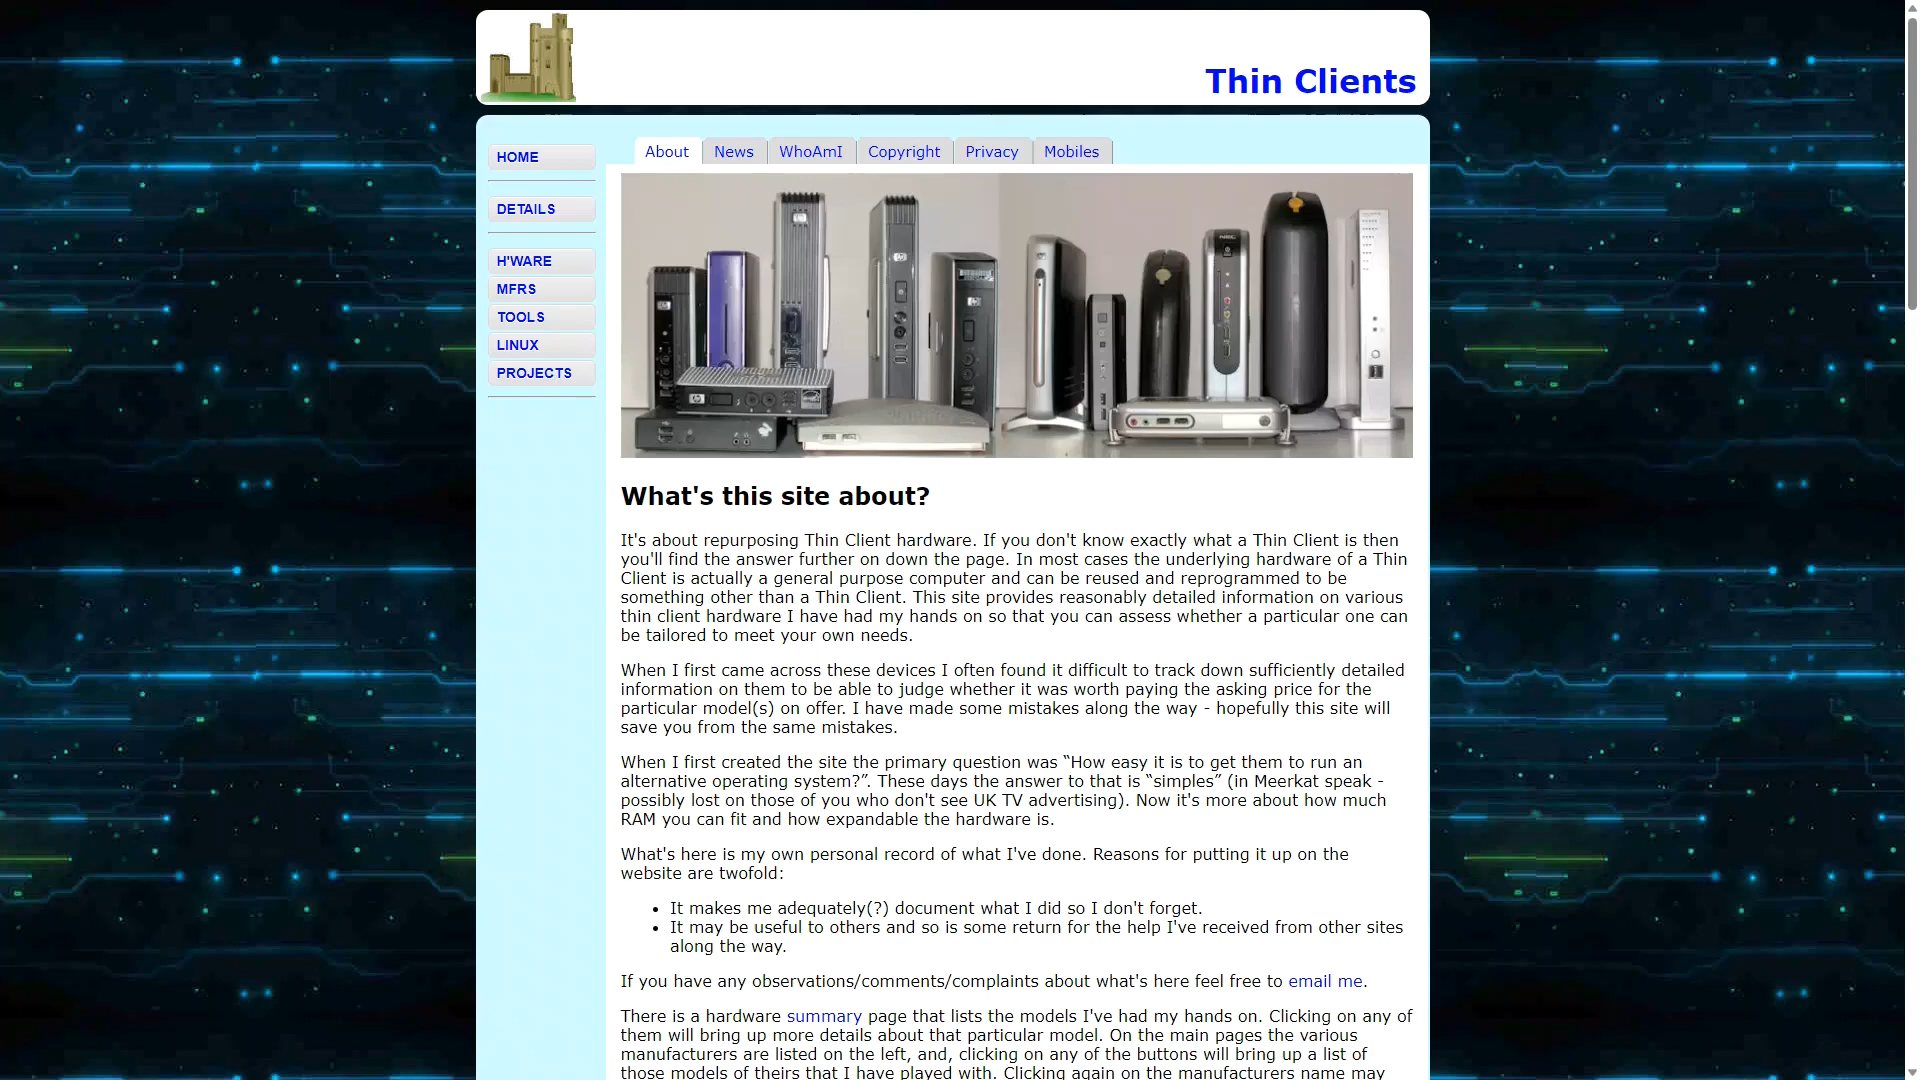 Thin Clients
About News WhoAmI Copyright Privacy Mobiles
HOME
DETAILS
H'WARE
MFRS
TOOLS
LINUX
PROJECTS
What's this site about?
It's about repurposing Thin Client hardware. If you don't know exactly what a Thin Client is then
you'll find the answer further on down the page. In most cases the underlying hardware of a Thin
Client is actually a general purpose computer and can be reused and reprogrammed to be
something other than a Thin Client. This site provides reasonably detailed information on various
thin client hardware I have had my hands on so that you can assess whether a particular one can
be tailored to meet your own needs.
When I first came across these devices I often found it difficult to track down sufficiently detailed
information on them to be able to judge whether it was worth paying the asking price for the
particular model(s) on offer. I have made some mistakes along the way - hopefully this site will
save you from the same mistakes.
When I first created the site the primary question was “How easy it is to get them to run an
alternative operating system?”. These days the answer to that is “simples” (in Meerkat speak -
possibly lost on those of you who don't see UK TV advertising). Now it's more about how much
RAM you can fit and how expandable the hardware is.
What's here is my own personal record of what I've done. Reasons for putting it up on the
website are twofold:
• It makes me adequately(?) document what I did so I don't forget.
• It may be useful to others and so is some return for the help I've received from other sites
along the way.
If you have any observations/comments/complaints about what's here feel free to email me.
There is a hardware summary page that lists the models I've had my hands on. Clicking on any of
them will bring up more details about that particular model. On the main pages the various
manufacturers are listed on the left, and, clicking on any of the buttons will bring up a list of
those models of theirs that I have played with. Clicking again on the manufacturers name may